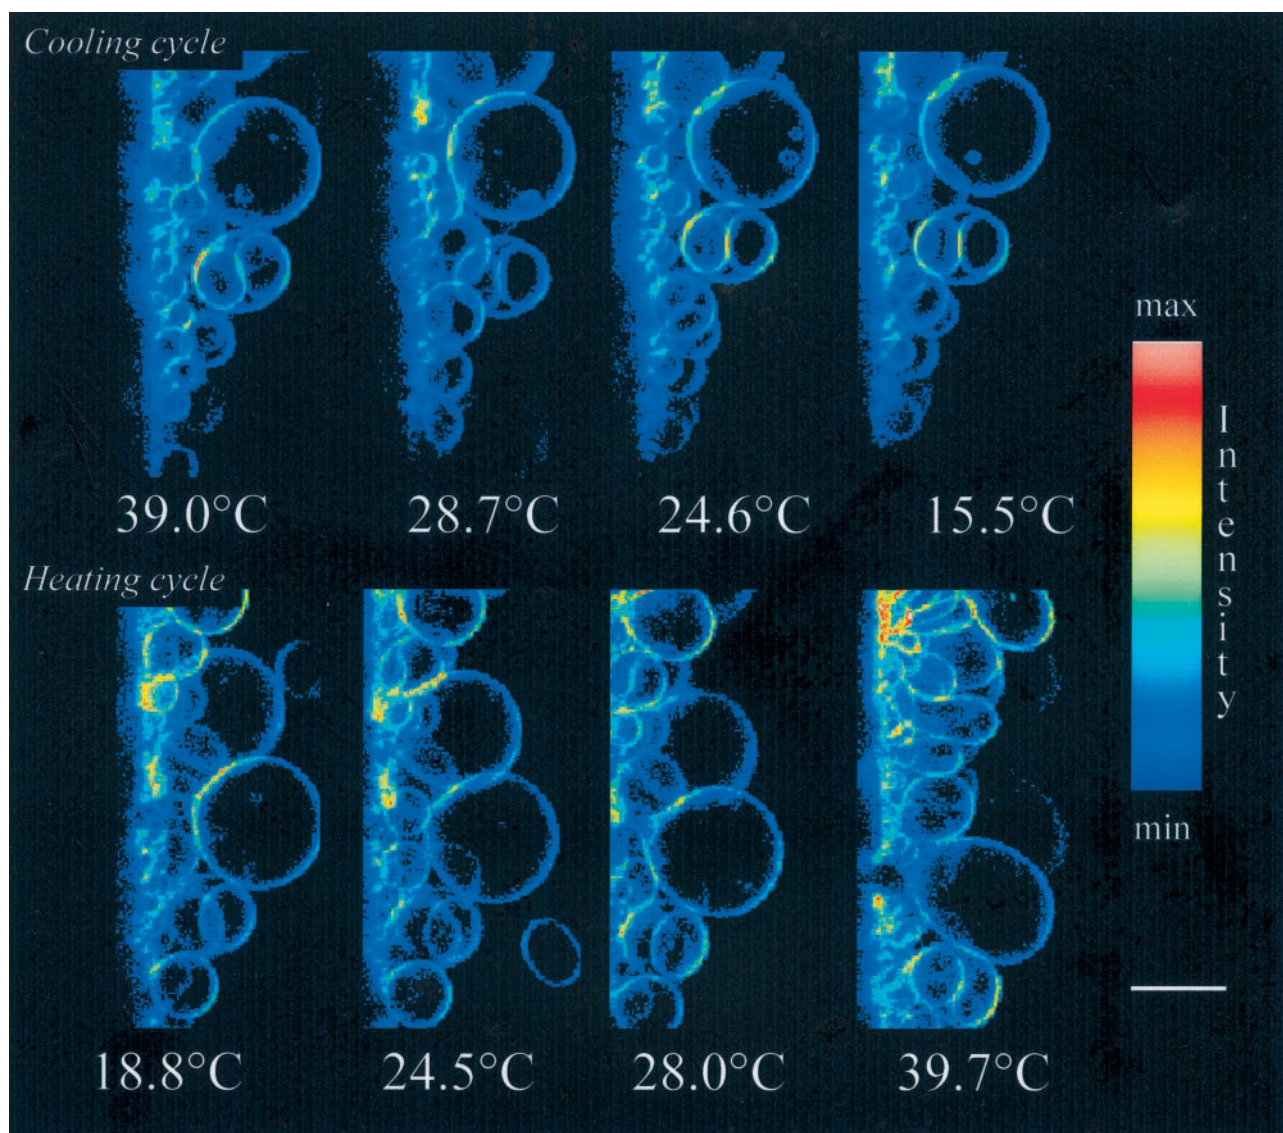 Cooling cycle
39.0°C
28.7°C
24.6°C
15.5°C
max
Intensity
min
Heating cycle
18.8°C
24.5°C
28.0°C
39.7°C